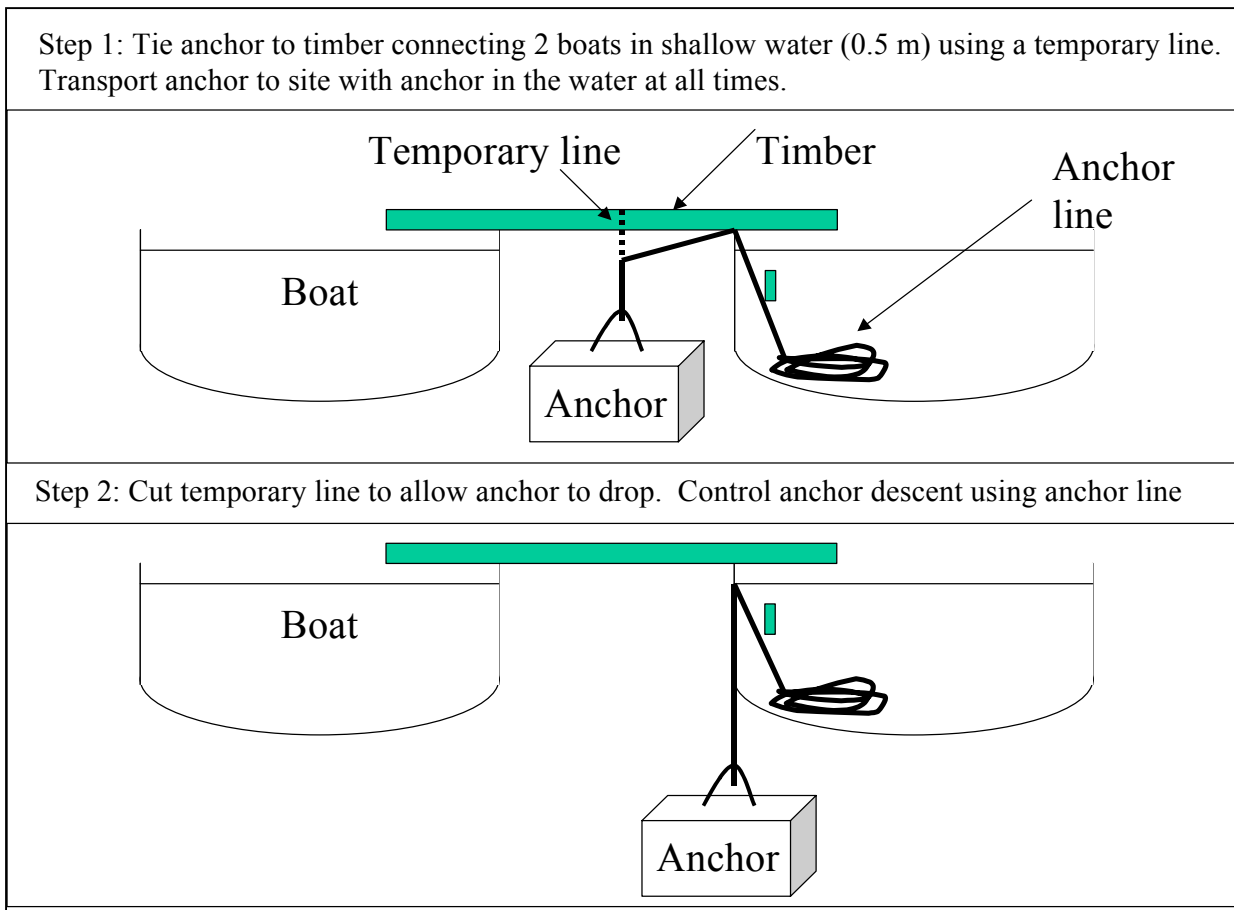 Step 1: Tie anchor to timber connecting 2 boats in shallow water (0.5 m) using a temporary line.
Transport anchor to site with anchor in the water at all times.
Temporary line
Timber
Anchor
line
Boat
Anchor
Step 2: Cut temporary line to allow anchor to drop.  Control anchor descent using anchor line
Boat
Anchor